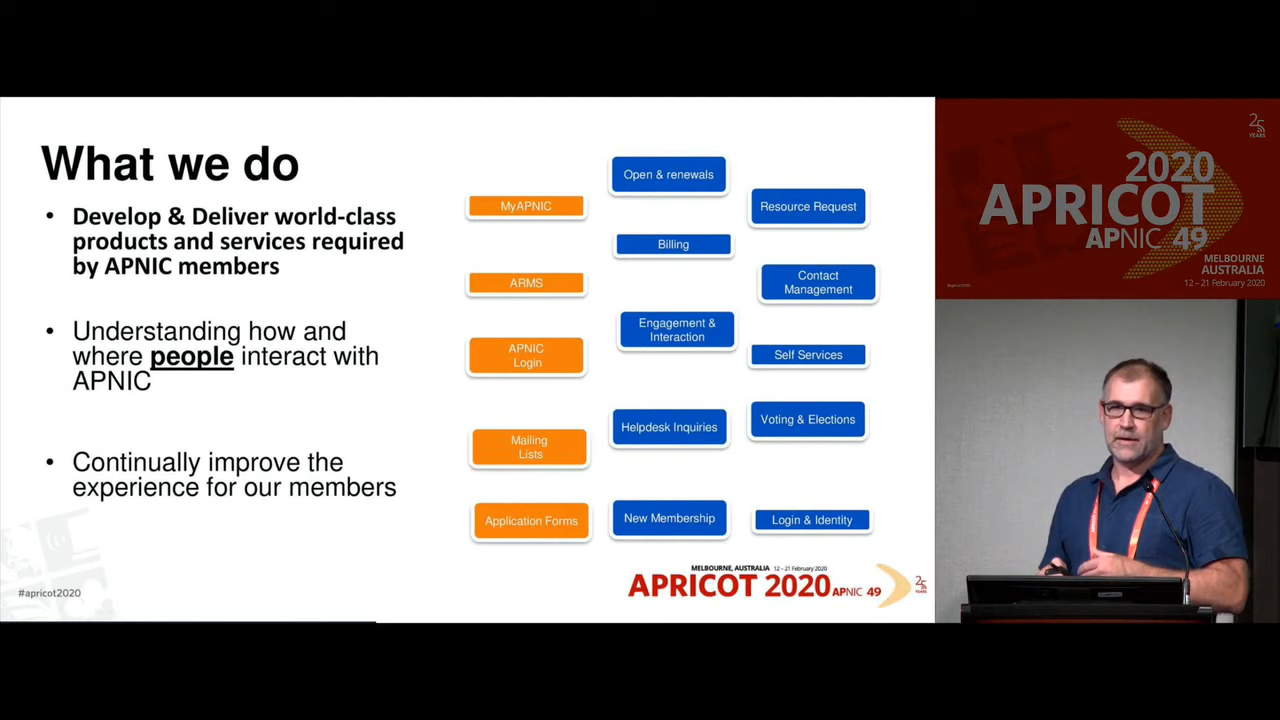 What we do
• Develop & Deliver world-class
products and services required
by APNIC members
• Understanding how and
where people interact with
APNIC
• Continually improve the
experience for our members
#apricot2020
MyAPNIC
ARMS
APNIC
Login
Mailing
Lists
Application Forms
Open & renewals
Billing
Engagement &
Interaction
Helpdesk Inquiries
New Membership
Resource Request
Contact
Management
Self Services
Voting & Elections
Login & Identity
MELBOURNE, AUSTRALIA 12 – 21 February 2020
APRICOT 2020 APNIC 49
25
YEARS
25
YEARS
2020
APRICOT
APNIC 49
MELBOURNE
AUSTRALIA
12 – 21 February 2020
#apricot2020